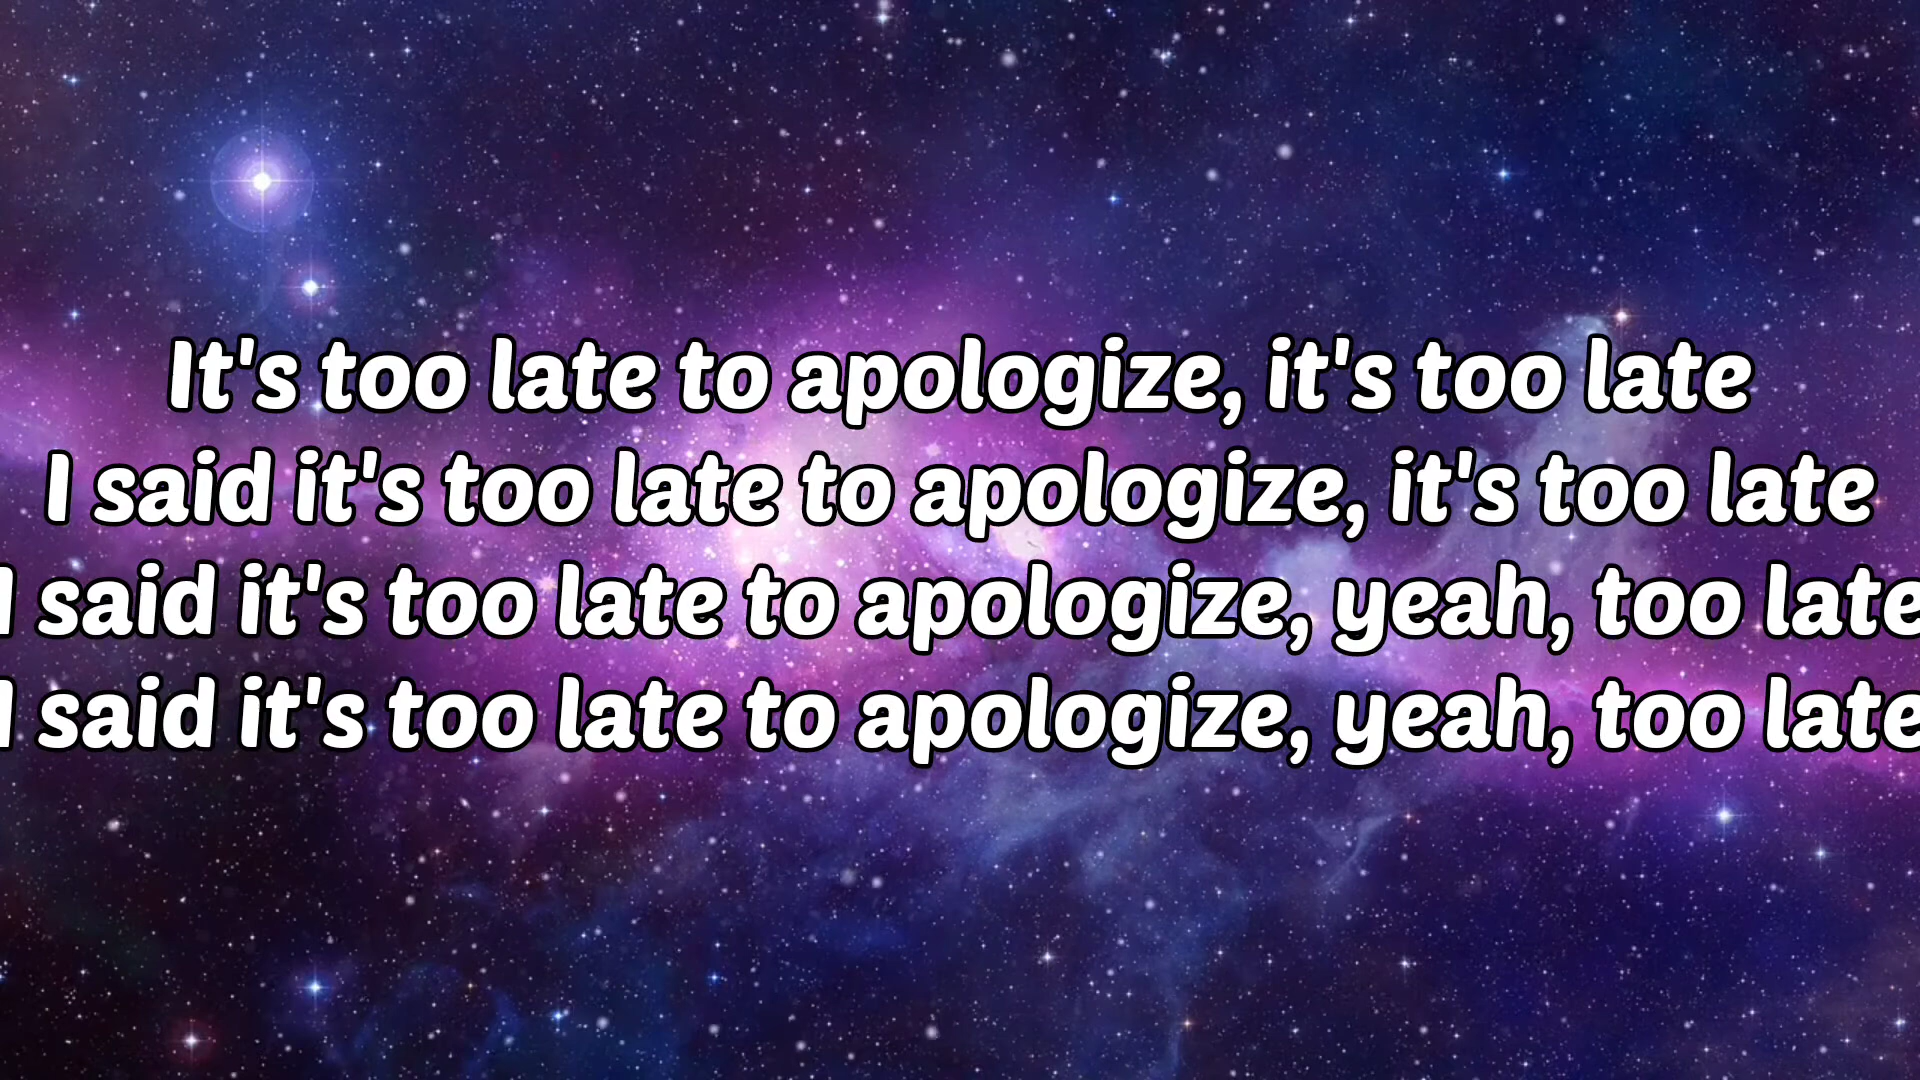 It's too late to apologize, it's too late
I said it's too late to apologize, it's too late
I said it's too late to apologize, yeah, too late
I said it's too late to apologize, yeah, too late